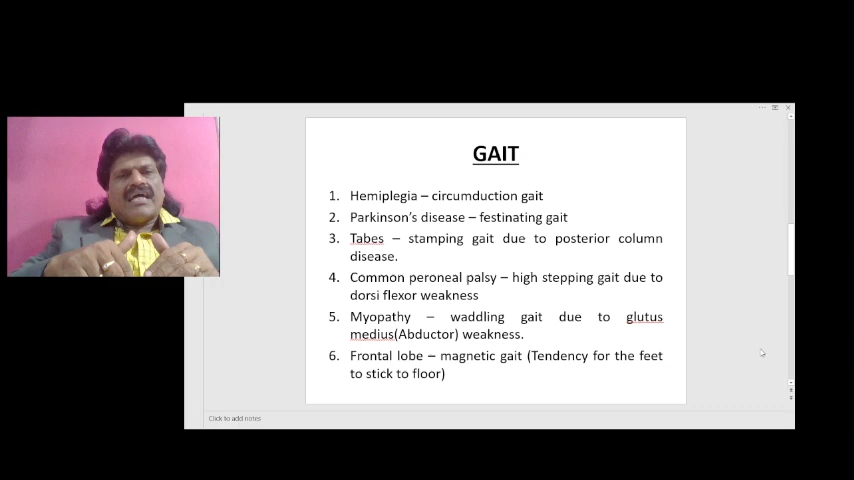 GAIT
1. Hemiplegia – circumduction gait
2. Parkinson's disease – festinating gait
3. Tabes – stamping gait due to posterior column
disease.
4. Common peroneal palsy – high stepping gait due to
dorsi flexor weakness
5. Myopathy – waddling gait due to glutus
medius(Abductor) weakness.
6. Frontal lobe – magnetic gait (Tendency for the feet
to stick to floor)
Click to add notes